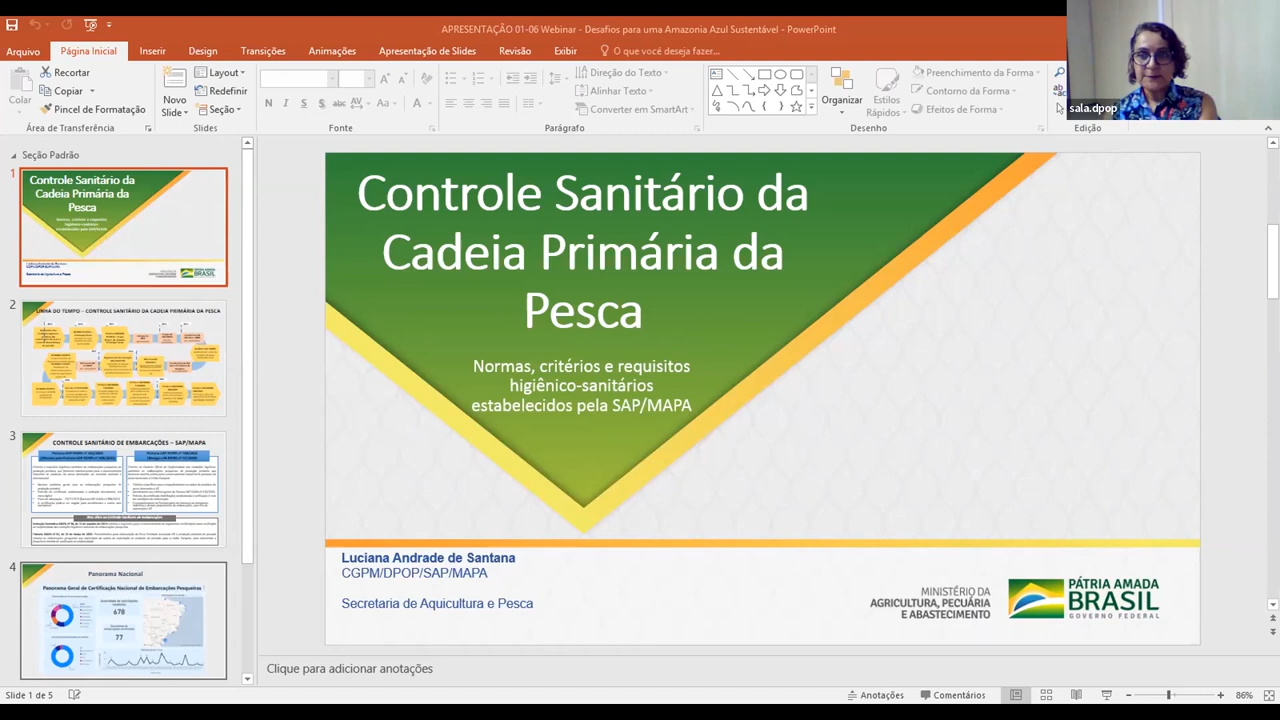 APRESENTAÇÃO 01-06 Webinar - Desafios para uma Amazonia Azul Sustentável - PowerPoint
Arquivo
Página Inicial
Inserir
Design
Transições
Animações
Apresentação de Slides
Revisão
Exibir
O que você deseja fazer...
Colar
Recortar
Copiar
Pincel de Formatação
Área de Transferência
Novo
Slide
Layout
Redefinir
Seção
Slides
N I S S abc AV Aa A
Fonte
Direção do Texto
Alinhar Texto
Converter em SmartArt
Parágrafo
Organizar
Estilos
Rápidos
Preenchimento da Forma
Contorno da Forma
Efeitos de Forma
Desenho
Edição
sala.dpop
Seção Padrão
1
Controle Sanitário da
Cadeia Primária da
Pesca
2
LINHA DO TEMPO – CONTROLE SANITÁRIO DA CADEIA PRIMÁRIA DA PESCA
3
CONTROLE SANITÁRIO DE EMBARCAÇÕES – SAP/MAPA
4
Panorama Nacional
Panorama Geral de Certificação Nacional de Embarcações Pesqueiras
678
77
Controle Sanitário da
Cadeia Primária da
Pesca
Normas, critérios e requisitos
higiênico-sanitários
estabelecidos pela SAP/MAPA
Luciana Andrade de Santana
CGPM/DPOP/SAP/MAPA
Secretaria de Aquicultura e Pesca
MINISTÉRIO DA
AGRICULTURA, PECUÁRIA
E ABASTECIMENTO
PÁTRIA AMADA
BRASIL
GOVERNO FEDERAL
Clique para adicionar anotações
Slide 1 de 5
Anotações
Comentários
86%